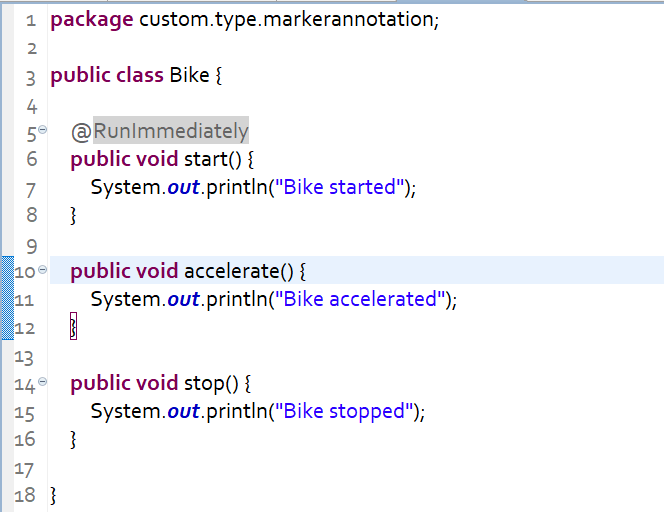 1 package custom.type.markerannotation;
2
3 public class Bike {
4
5 @RunImmediately
6 public void start() {
7 System.out.println("Bike started");
8 }
9
10 public void accelerate() {
11 System.out.println("Bike accelerated");
12 }
13
14 public void stop() {
15 System.out.println("Bike stopped");
16 }
17
18 }